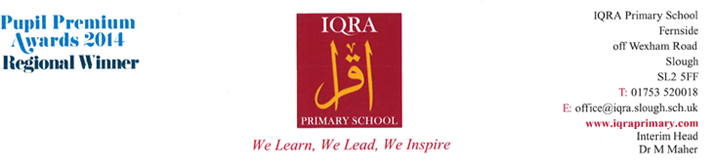 Pupil Premium
Awards 2014
Regional Winner
IQRA
اقرأ
PRIMARY SCHOOL
We Learn, We Lead, We Inspire
IQRA Primary School
Fernside
off Wexham Road
Slough
SL2 5FF
T: 01753 520018
E: office@iqra.slough.sch.uk
www.iqraprimary.com
Interim Head
Dr M Maher